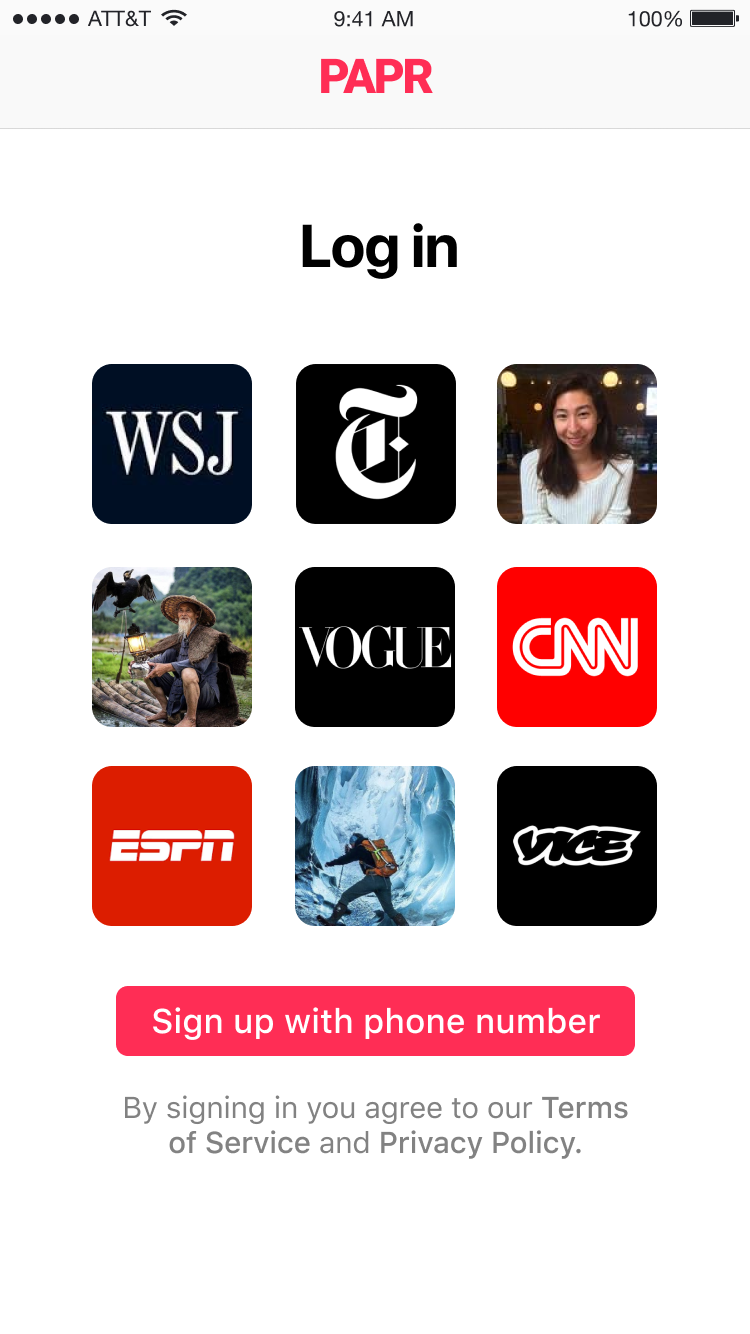 ATT&T 9:41 AM 100%
PAPR
Log in
WSJ T
VOGUE CNN
ESPN VICE
Sign up with phone number
By signing in you agree to our Terms
of Service and Privacy Policy.